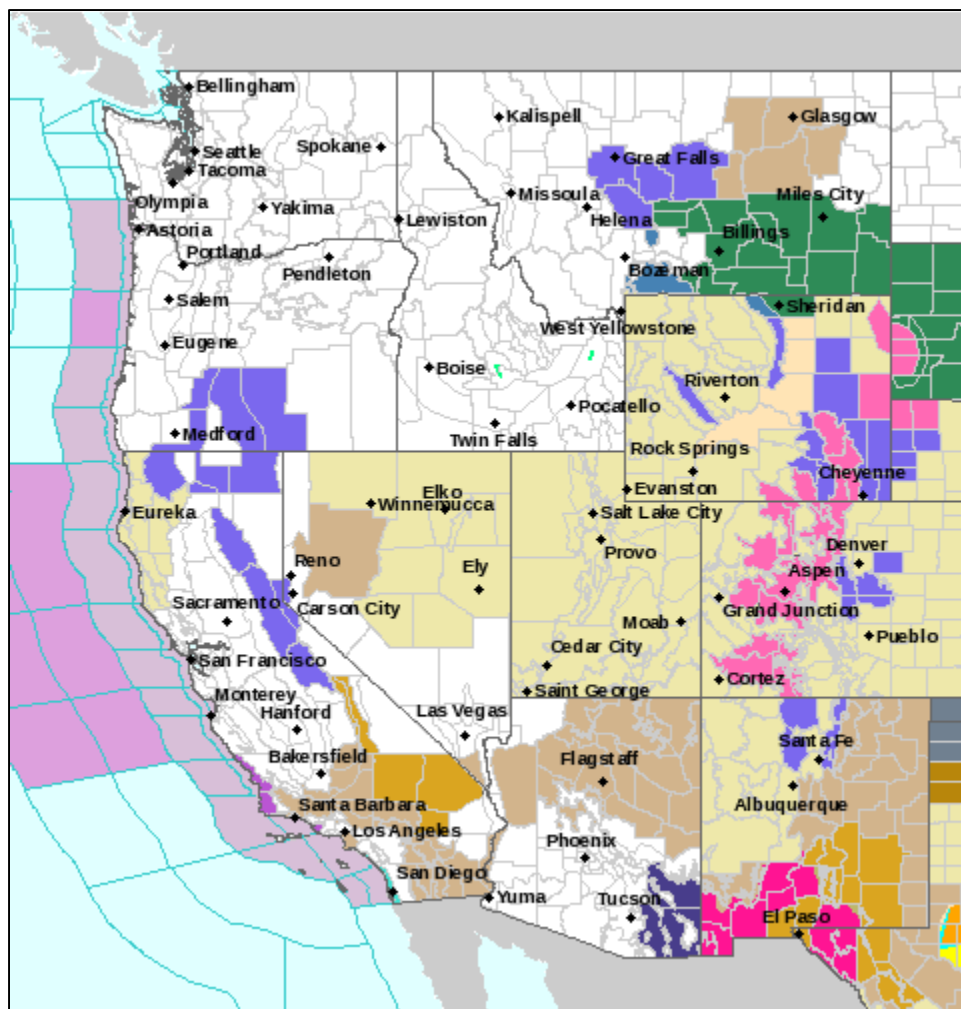 Bellingham
Kalispell
Glasgow
Seattle
Spokane
Great Falls
Tacoma
Missoula
Miles City
Olympia
Yakima
Lewiston
Helena
Astoria
Billings
Portland
Pendleton
Bozeman
Salem
Sheridan
West Yellowstone
Eugene
Boise
Riverton
Pocatello
Medford
Twin Falls
Rock Springs
Cheyenne
Elko
Evanston
Winnemucca
Eureka
Salt Lake City
Provo
Denver
Reno
Ely
Aspen
Sacramento
Carson City
Grand Junction
Moab
Pueblo
San Francisco
Cedar City
Cortez
Monterey
Saint George
Hanford
Las Vegas
Santa Fe
Bakersfield
Flagstaff
Santa Barbara
Albuquerque
Los Angeles
Phoenix
San Diego
Yuma
Tucson
El Paso